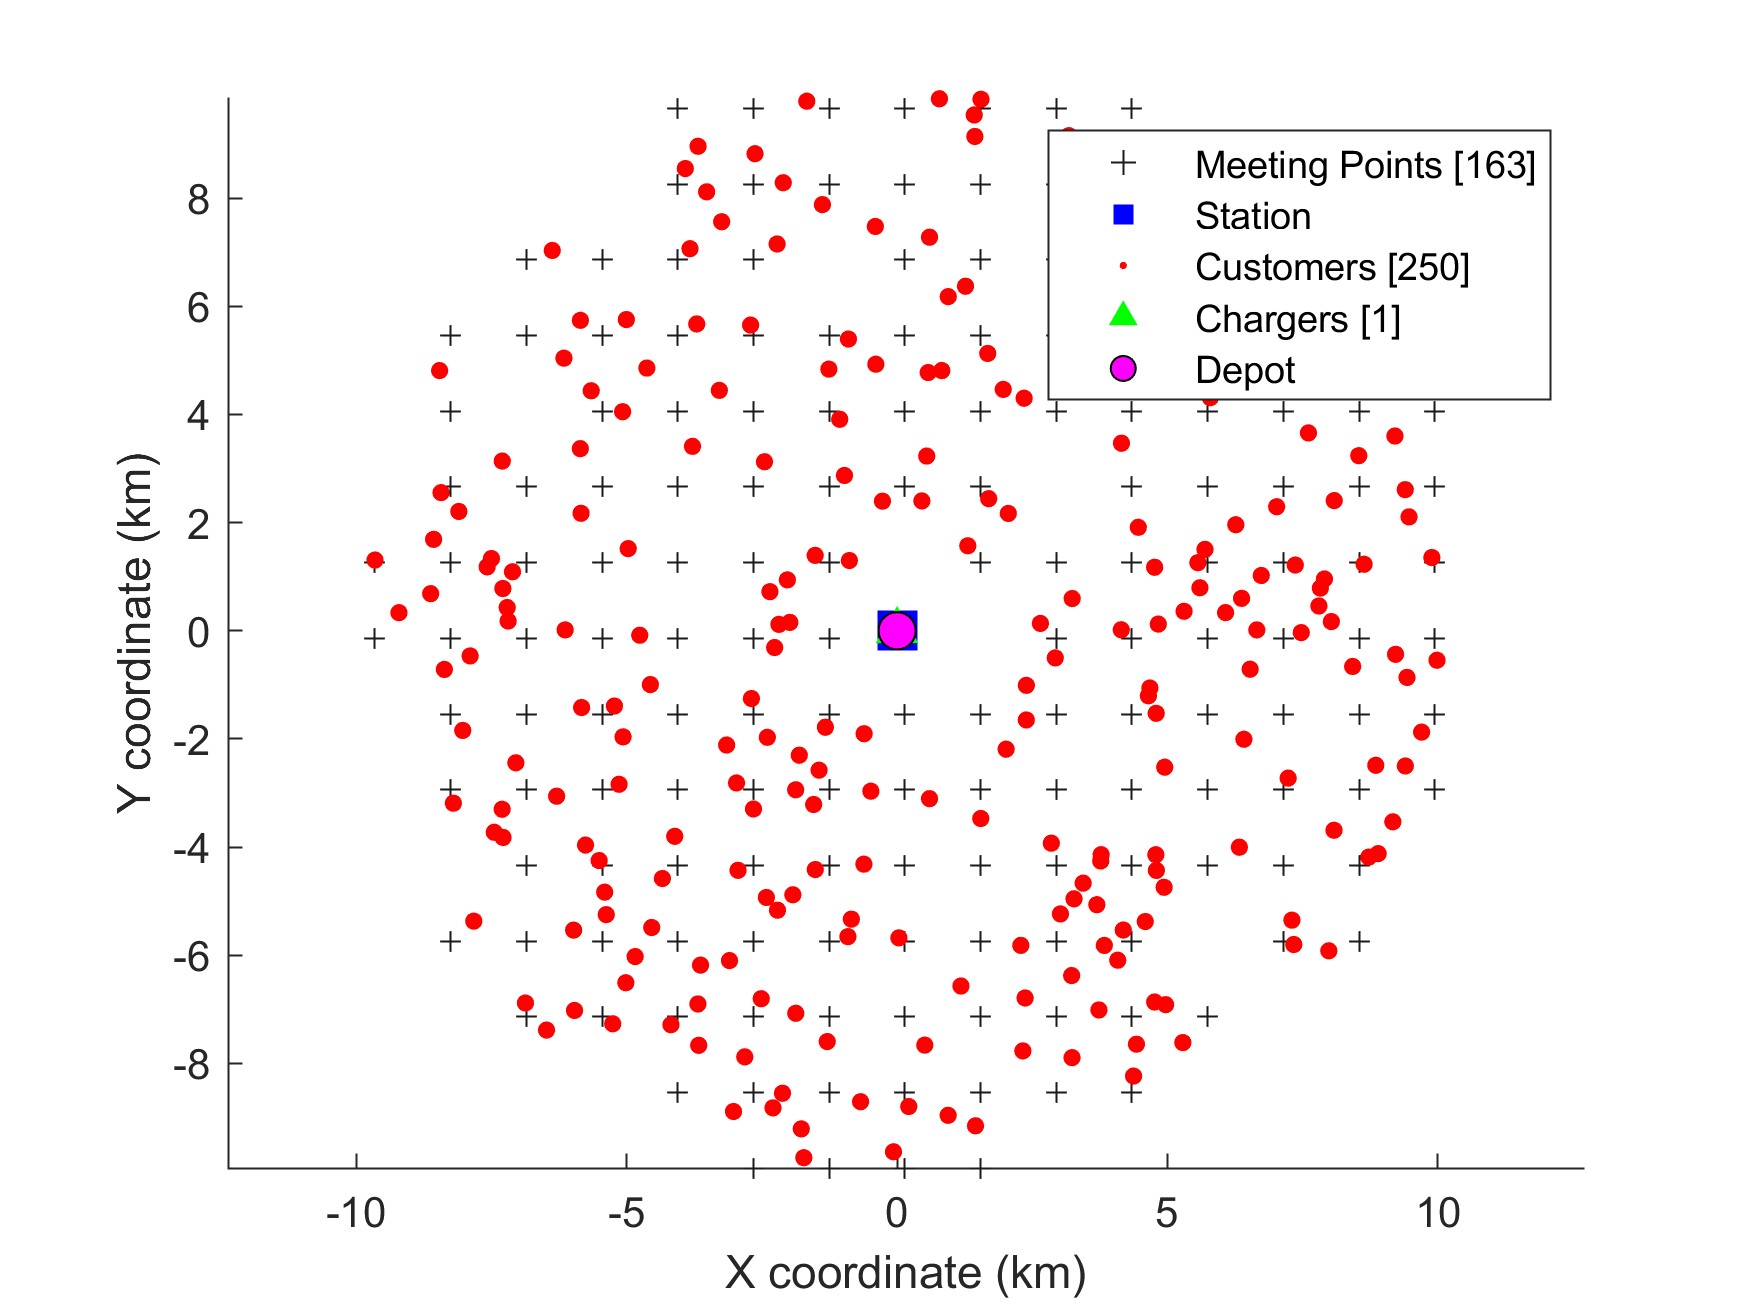 Meeting Points [163]
Station
Customers [250]
Chargers [1]
Depot
8
6
4
2
0
-2
-4
-6
-8
Y coordinate (km)
-10 -5 0 5 10
X coordinate (km)